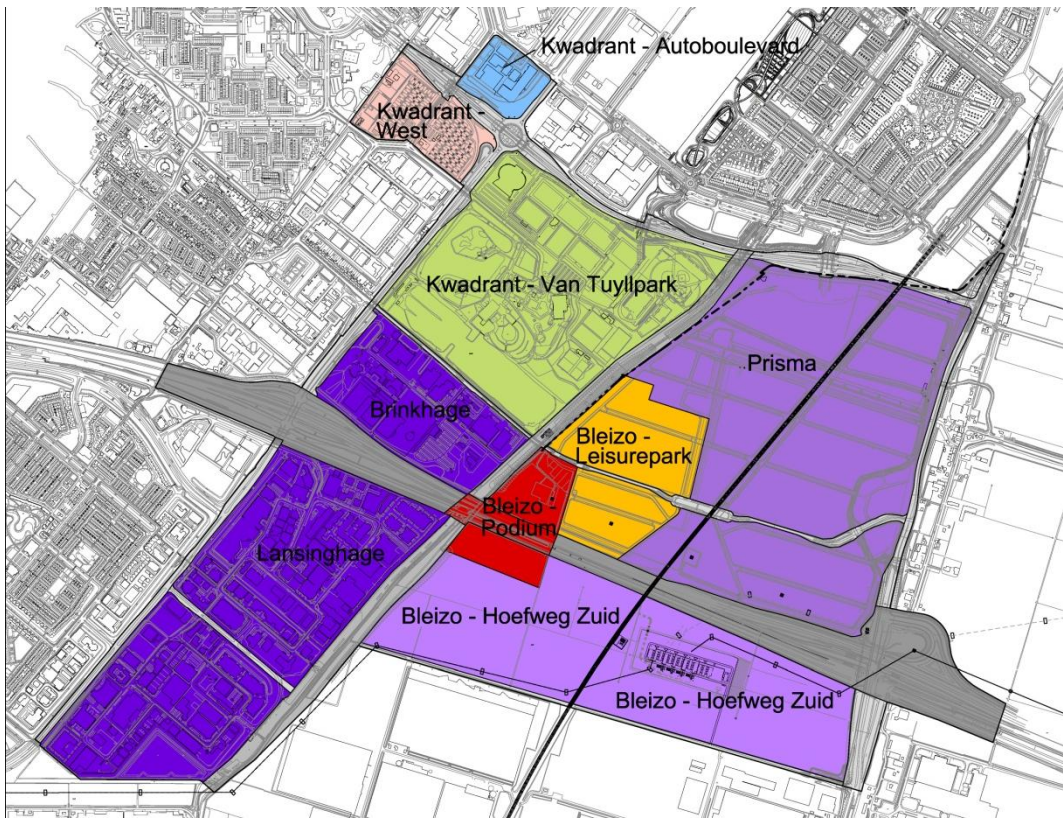 Kwadrant - Autoboulevard
Kwadrant -
West
Kwadrant - Van Tuyllpark
Prisma
Brinkhage
Bleizo -
Leisurepark
Bleizo -
Podium
Lansinghage
Bleizo - Hoefweg Zuid
Bleizo - Hoefweg Zuid